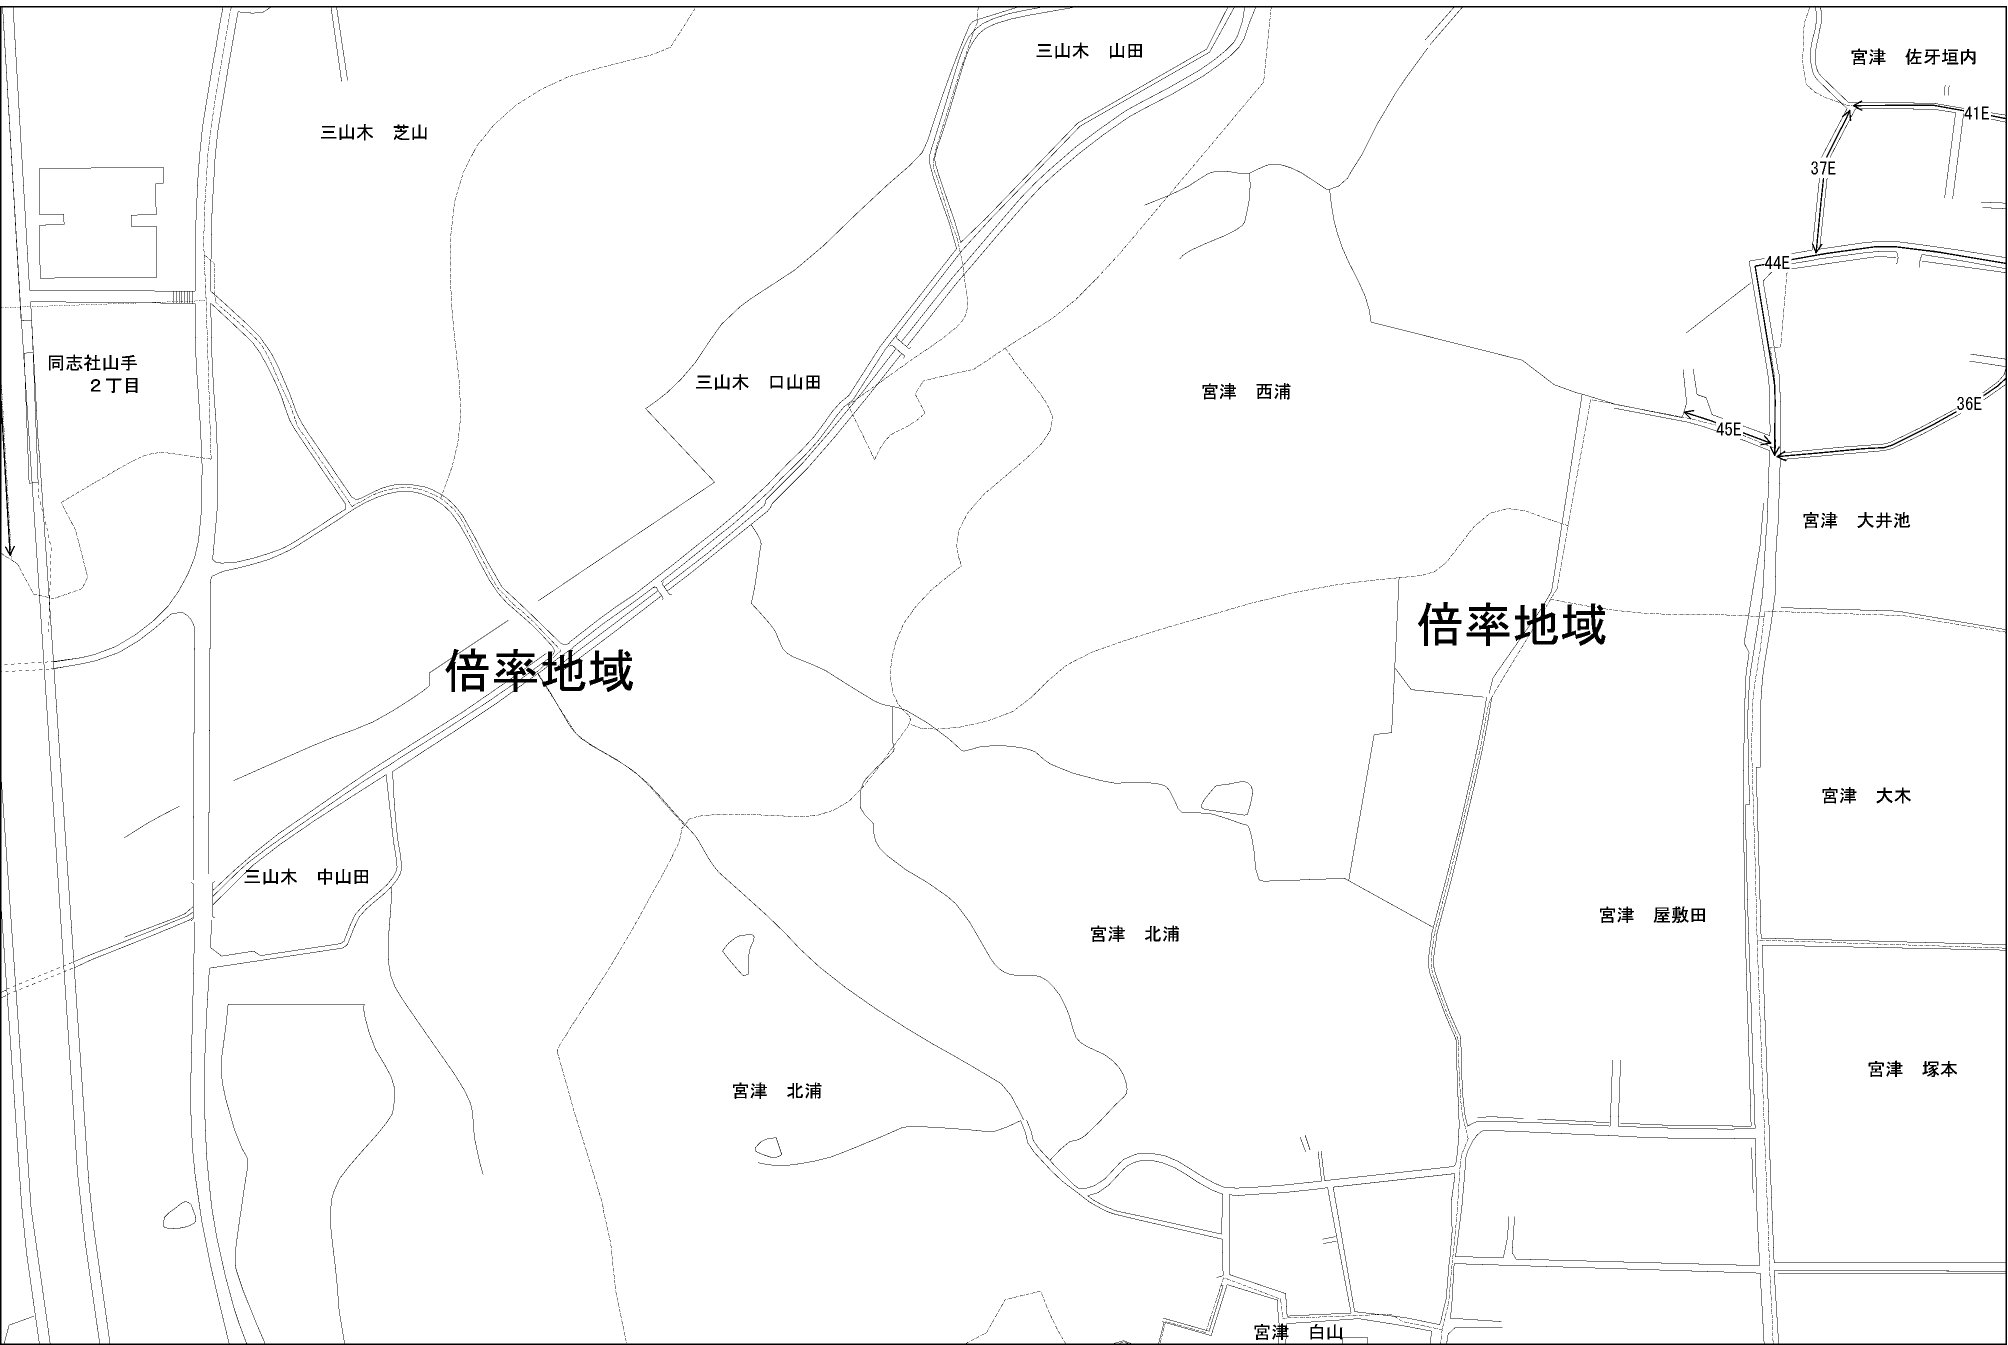 三山木　山田
宮津　佐牙垣内
41E
三山木　芝山
37E
44E
同志社山手
２丁目
三山木　口山田
宮津　西浦
36E
45E
宮津　大井池
倍率地域
倍率地域
宮津　大木
三山木　中山田
宮津　屋敷田
宮津　北浦
宮津　塚本
宮津　北浦
宮津　白山